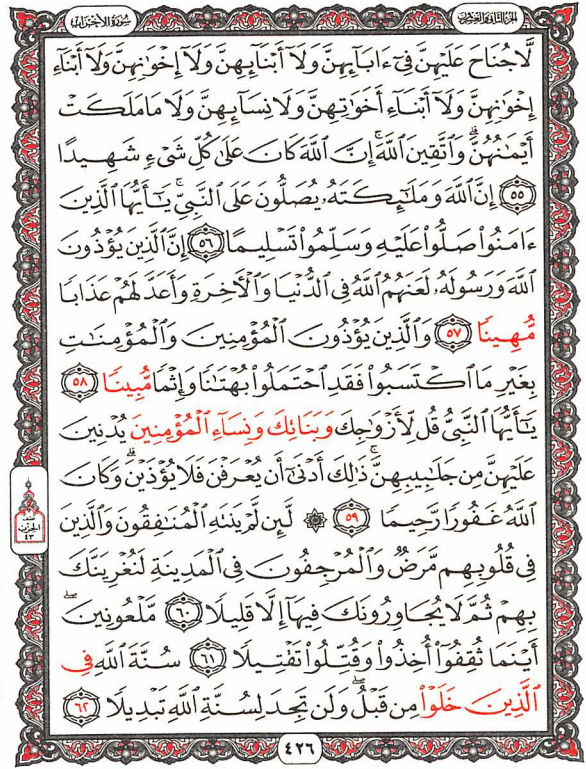 الجزء الثاني والعشرون
سورة الأحزاب
لَّا جُنَاحَ عَلَيْهِنَّ فِىٓ ءَابَآئِهِنَّ وَلَآ أَبْنَآئِهِنَّ وَلَآ إِخْوَٰنِهِنَّ وَلَآ أَبْنَآءِ
إِخْوَٰنِهِنَّ وَلَآ أَبْنَآءِ أَخَوَٰتِهِنَّ وَلَا نِسَآئِهِنَّ وَلَا مَا مَلَكَتْ
أَيْمَٰنُهُنَّ ۗ وَٱتَّقِينَ ٱللَّهَ ۚ إِنَّ ٱللَّهَ كَانَ عَلَىٰ كُلِّ شَىْءٍ شَهِيدًا
٥٥ إِنَّ ٱللَّهَ وَمَلَٰٓئِكَتَهُۥ يُصَلُّونَ عَلَى ٱلنَّبِىِّ ۚ يَٰٓأَيُّهَا ٱلَّذِينَ
ءَامَنُوا۟ صَلُّوا۟ عَلَيْهِ وَسَلِّمُوا۟ تَسْلِيمًا ٥٦ إِنَّ ٱلَّذِينَ يُؤْذُونَ
ٱللَّهَ وَرَسُولَهُۥ لَعَنَهُمُ ٱللَّهُ فِى ٱلدُّنْيَا وَٱلْأَخِرَةِ وَأَعَدَّ لَهُمْ عَذَابًا
مُّهِينًا ٥٧ وَٱلَّذِينَ يُؤْذُونَ ٱلْمُؤْمِنِينَ وَٱلْمُؤْمِنَٰتِ
بِغَيْرِ مَا ٱكْتَسَبُوا۟ فَقَدِ ٱحْتَمَلُوا۟ بُهْتَٰنًا وَإِثْمًا مُّبِينًا ٥٨
يَٰٓأَيُّهَا ٱلنَّبِىُّ قُل لِّأَزْوَٰجِكَ وَبَنَاتِكَ وَنِسَآءِ ٱلْمُؤْمِنِينَ يُدْنِينَ
عَلَيْهِنَّ مِن جَلَٰبِيبِهِنَّ ۚ ذَٰلِكَ أَدْنَىٰٓ أَن يُعْرَفْنَ فَلَا يُؤْذَيْنَ ۗ وَكَانَ
ٱللَّهُ غَفُورًا رَّحِيمًا ٥٩ ۞ لَّئِن لَّمْ يَنتَهِ ٱلْمُنَٰفِقُونَ وَٱلَّذِينَ
فِى قُلُوبِهِم مَّرَضٌ وَٱلْمُرْجِفُونَ فِى ٱلْمَدِينَةِ لَنُغْرِيَنَّكَ
بِهِمْ ثُمَّ لَا يُجَاوِرُونَكَ فِيهَآ إِلَّا قَلِيلًا ٦٠ مَّلْعُونِينَ ۖ
أَيْنَمَا ثُقِفُوٓا۟ أُخِذُوا۟ وَقُتِّلُوا۟ تَقْتِيلًا ٦١ سُنَّةَ ٱللَّهِ فِى
ٱلَّذِينَ خَلَوْا۟ مِن قَبْلُ ۖ وَلَن تَجِدَ لِسُنَّةِ ٱللَّهِ تَبْدِيلًا ٦٢
الحزب
٤٣
٤٢٦